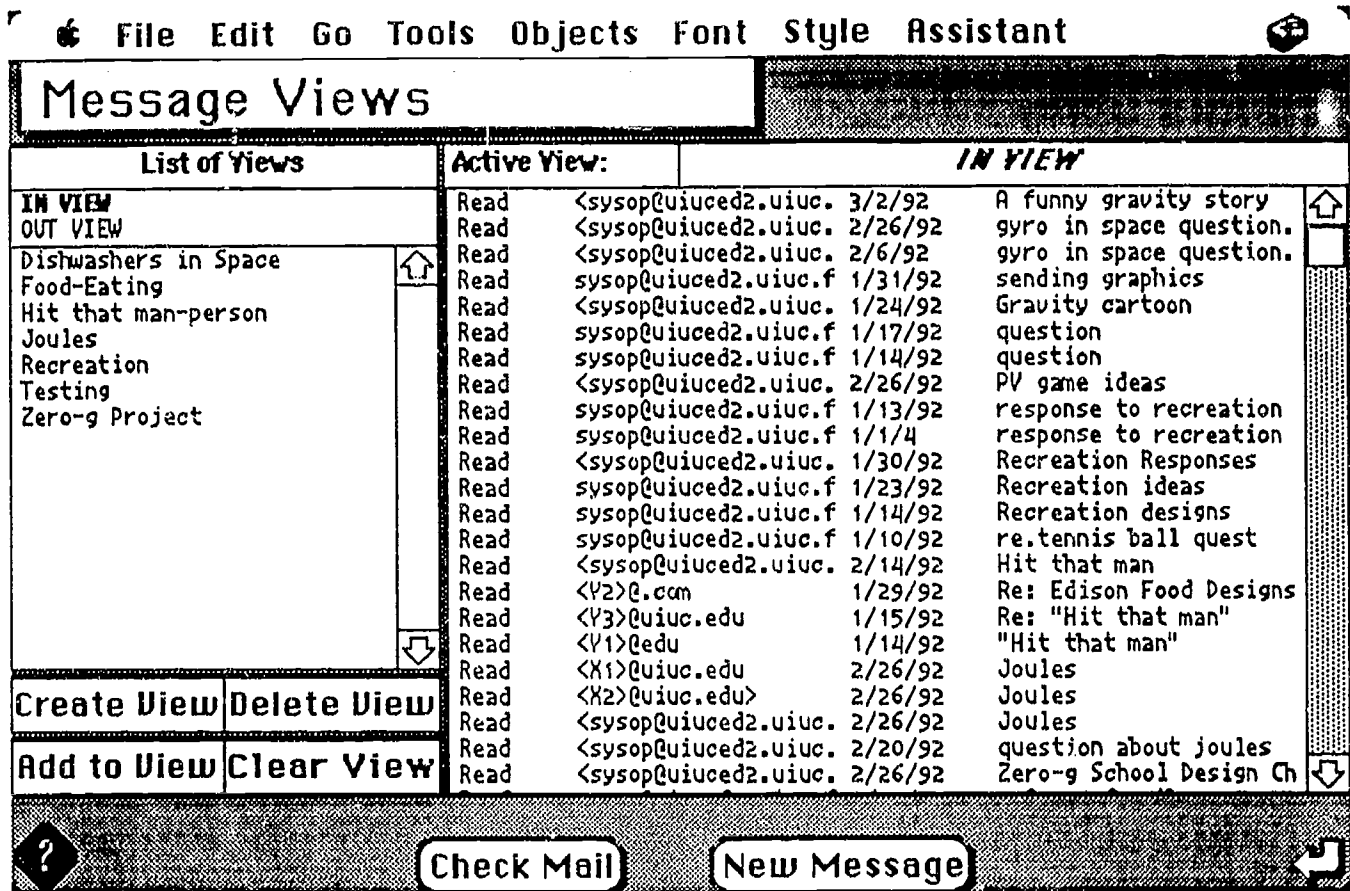 File Edit Go Tools Objects Font Style Assistant
Message Views
List of Views
Active View:
IN VIEW
IN VIEW
OUT VIEW
Dishwashers in Space
Food-Eating
Hit that man-person
Joules
Recreation
Testing
Zero-g Project
Create View Delete View
Add to View Clear View
Read <sysop@uiuced2.uiuc. 3/2/92 A funny gravity story
Read <sysop@uiuced2.uiuc. 2/26/92 gyro in space question.
Read <sysop@uiuced2.uiuc. 2/6/92 gyro in space question.
Read sysop@uiuced2.uiuc.f 1/31/92 sending graphics
Read <sysop@uiuced2.uiuc. 1/24/92 Gravity cartoon
Read sysop@uiuced2.uiuc.f 1/17/92 question
Read sysop@uiuced2.uiuc.f 1/14/92 question
Read <sysop@uiuced2.uiuc. 2/26/92 PV game ideas
Read sysop@uiuced2.uiuc.f 1/13/92 response to recreation
Read sysop@uiuced2.uiuc.f 1/1/4 response to recreation
Read <sysop@uiuced2.uiuc. 1/30/92 Recreation Responses
Read sysop@uiuced2.uiuc.f 1/23/92 Recreation ideas
Read sysop@uiuced2.uiuc.f 1/14/92 Recreation designs
Read sysop@uiuced2.uiuc.f 1/10/92 re.tennis ball quest
Read <sysop@uiuced2.uiuc. 2/14/92 Hit that man
Read <Y2>@.com 1/29/92 Re: Edison Food Designs
Read <Y3>@uiuc.edu 1/15/92 Re: "Hit that man"
Read <Y1>@edu 1/14/92 "Hit that man"
Read <X1>@uiuc.edu 2/26/92 Joules
Read <X2>@uiuc.edu> 2/26/92 Joules
Read <sysop@uiuced2.uiuc. 2/26/92 Joules
Read <sysop@uiuced2.uiuc. 2/20/92 question about joules
Read <sysop@uiuced2.uiuc. 2/26/92 Zero-g School Design Ch
?
Check Mail New Message